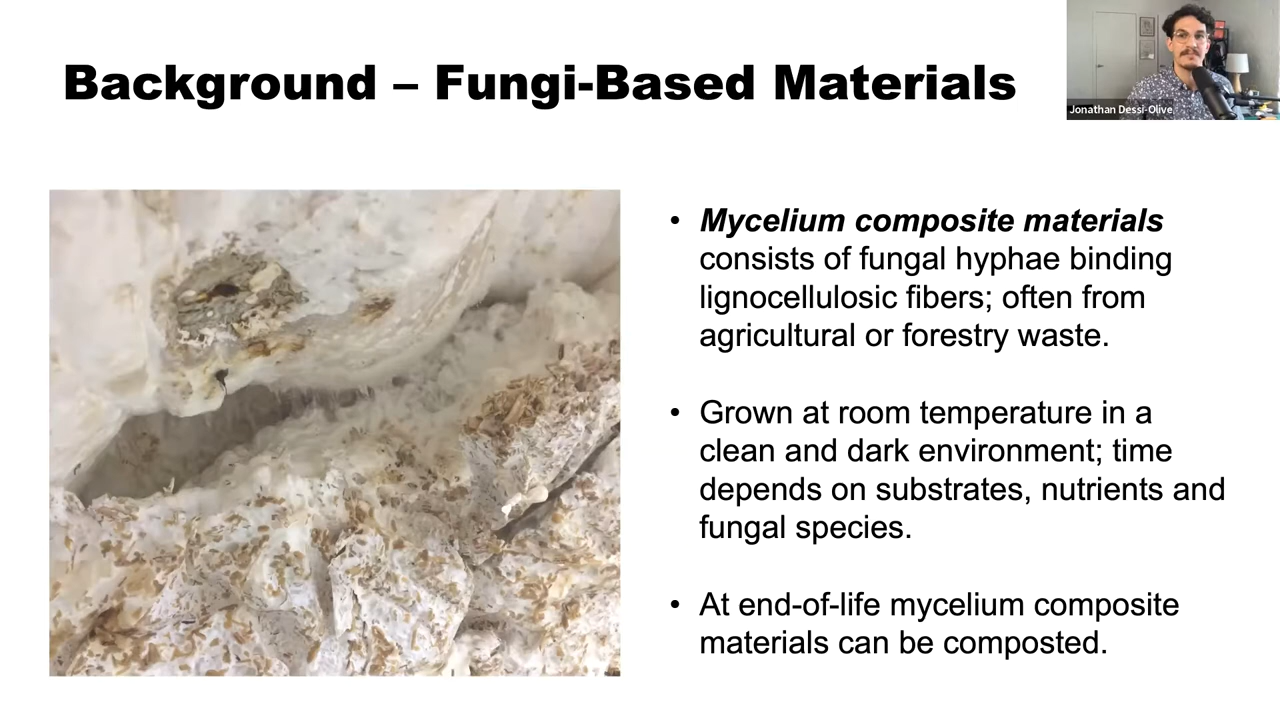 Background – Fungi-Based Materials
Jonathan Dessi-Olive
• Mycelium composite materials
consists of fungal hyphae binding
lignocellulosic fibers; often from
agricultural or forestry waste.
• Grown at room temperature in a
clean and dark environment; time
depends on substrates, nutrients and
fungal species.
• At end-of-life mycelium composite
materials can be composted.